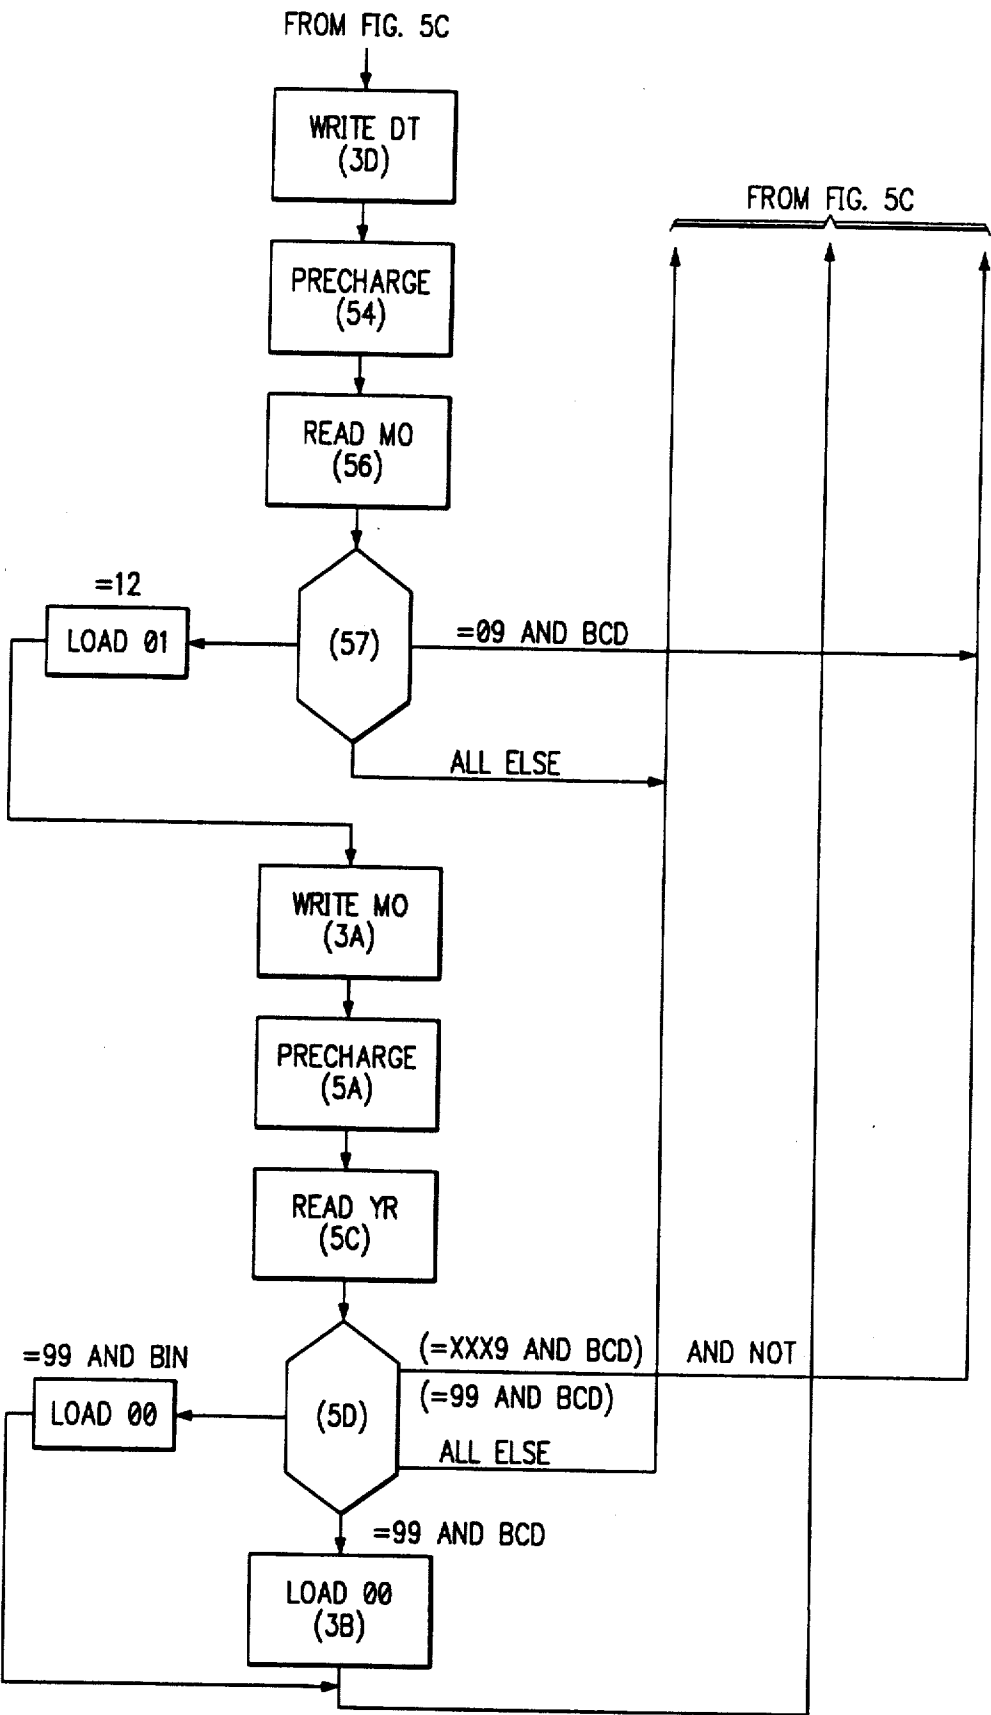 FROM FIG. 5C
WRITE DT
(3D)
FROM FIG. 5C
PRECHARGE
(54)
READ MO
(56)
=12
LOAD 01
(57)
=09 AND BCD
ALL ELSE
WRITE MO
(3A)
PRECHARGE
(5A)
READ YR
(5C)
(=XXX9 AND BCD) AND NOT
(=99 AND BCD)
=99 AND BIN
LOAD 00
(5D)
ALL ELSE
=99 AND BCD
LOAD 00
(3B)